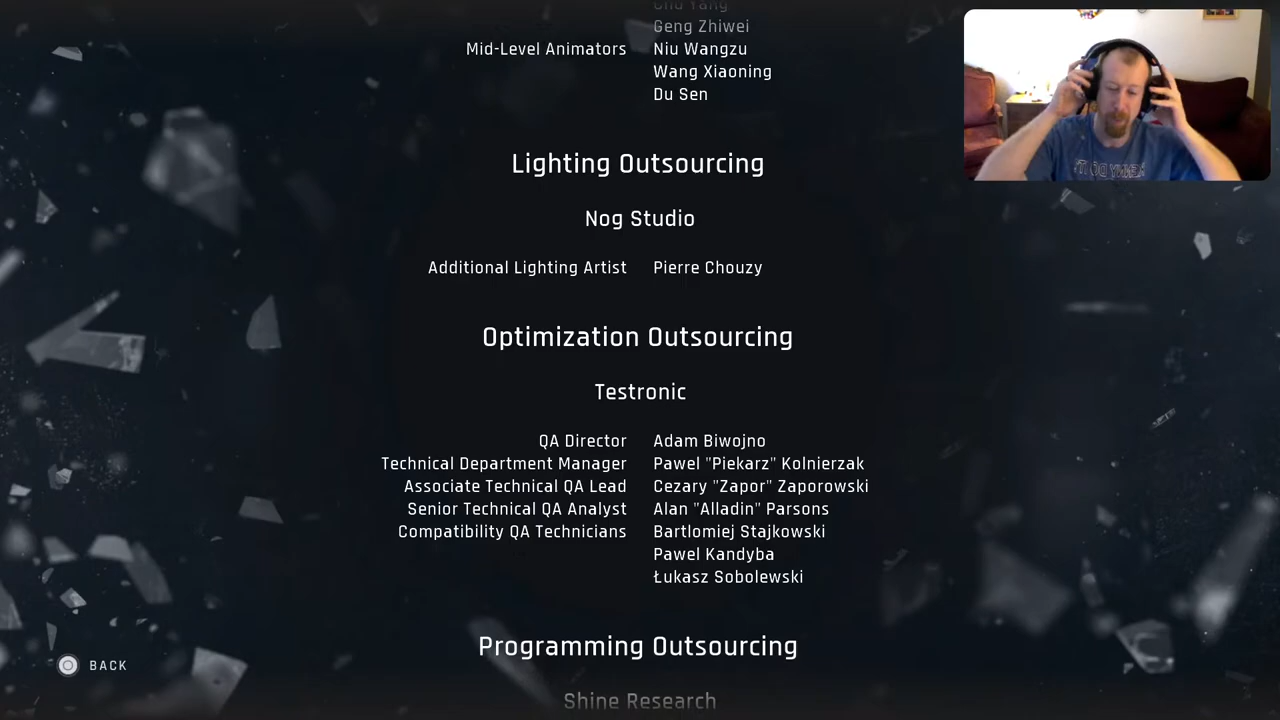 Geng Zhiwei
Mid-Level Animators Niu Wangzu
Wang Xiaoning
Du Sen
Lighting Outsourcing
Nog Studio
Additional Lighting Artist Pierre Chouzy
Optimization Outsourcing
Testronic
QA Director Adam Biwojno
Technical Department Manager Pawel "Piekarz" Kolnierzak
Associate Technical QA Lead Cezary "Zapor" Zaporowski
Senior Technical QA Analyst Alan "Alladin" Parsons
Compatibility QA Technicians Bartlomiej Stajkowski
Pawel Kandyba
Łukasz Sobolewski
Programming Outsourcing
BACK
Shine Research